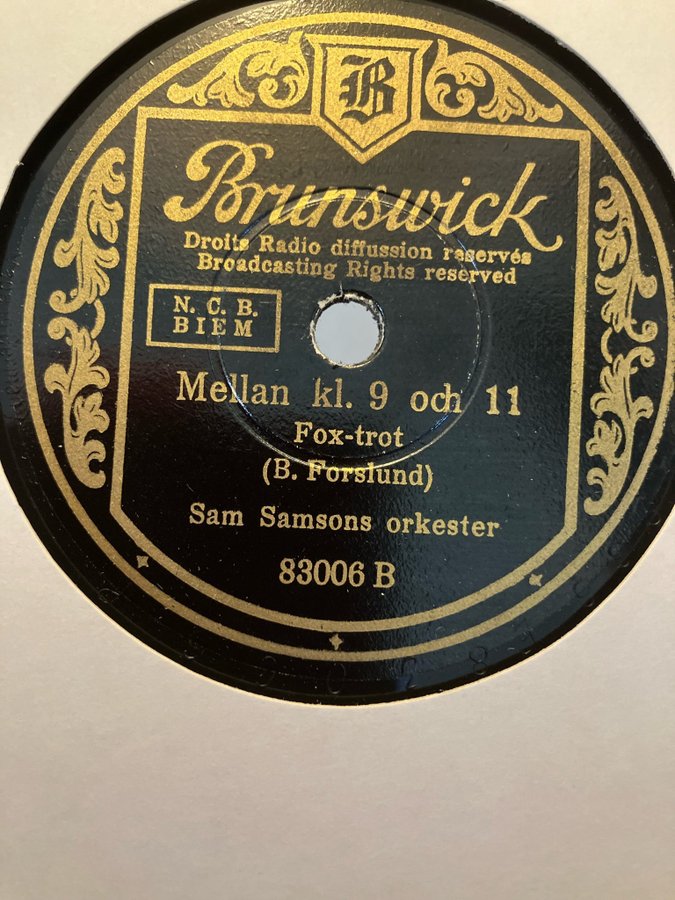 B
Brunswick
Droits Radio diffussion reservés
Broadcasting Rights reserved
N. C. B.
BIEM
Mellan kl. 9 och 11
Fox-trot
(B. Forslund)
Sam Samsons orkester
83006 B